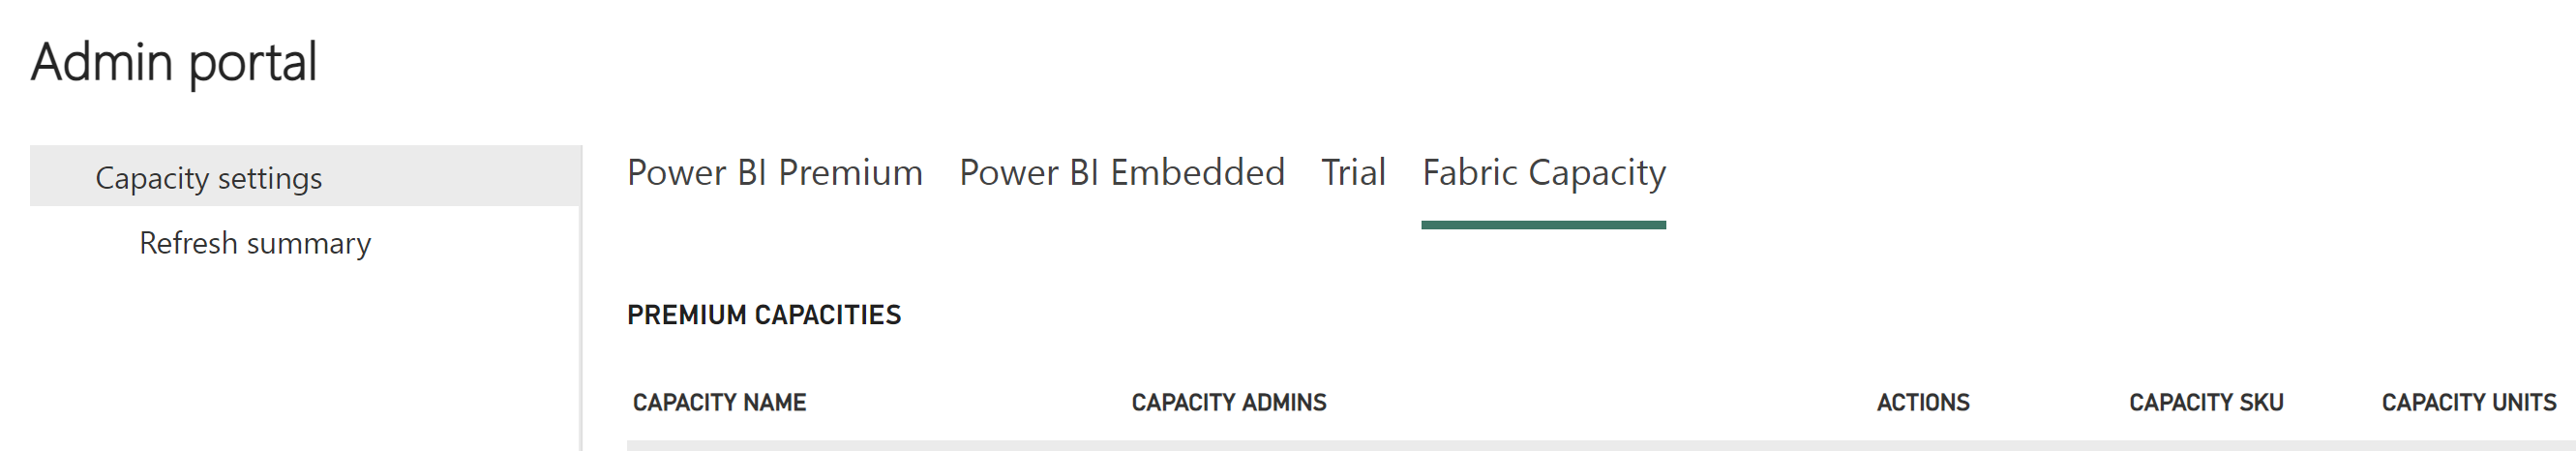 Admin portal
Capacity settings
Refresh summary
Power BI Premium Power BI Embedded Trial Fabric Capacity
PREMIUM CAPACITIES
CAPACITY NAME CAPACITY ADMINS ACTIONS CAPACITY SKU CAPACITY UNITS